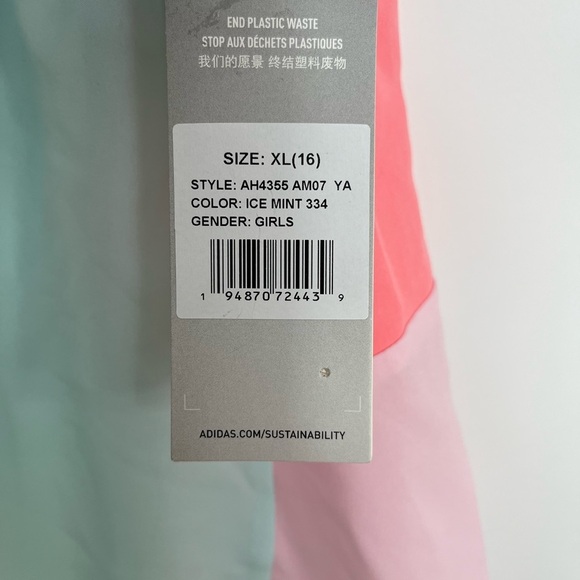 END PLASTIC WASTE
STOP AUX DÉCHETS PLASTIQUES
我们的愿景 终结塑料废物
SIZE: XL(16)
STYLE: AH4355 AM07 YA
COLOR: ICE MINT 334
GENDER: GIRLS
1 94870 72443 9
ADIDAS.COM/SUSTAINABILITY